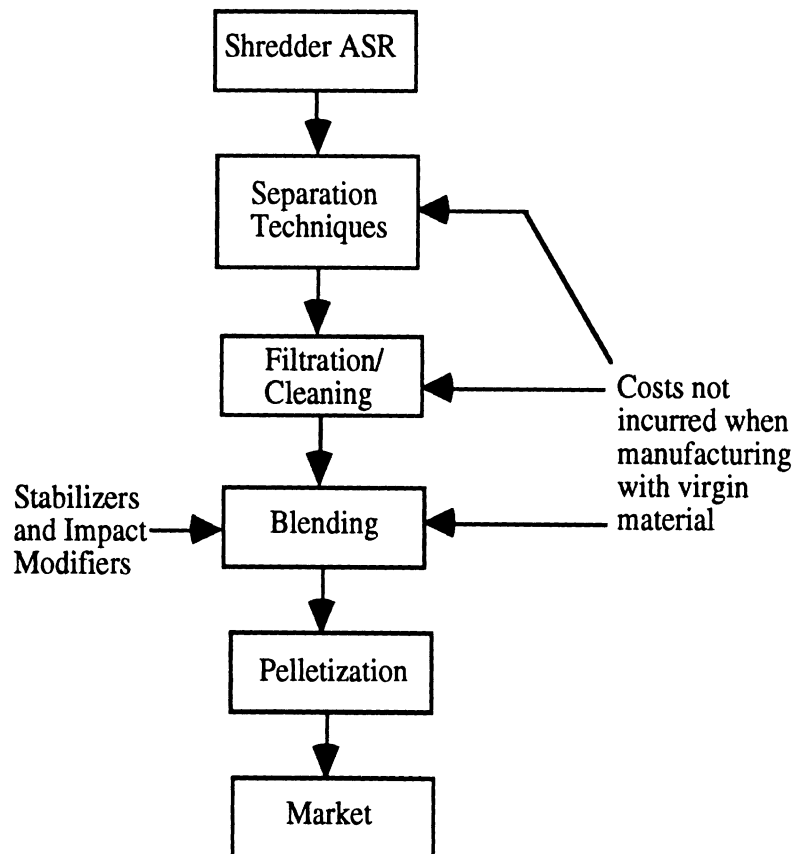 Shredder ASR
Separation
Techniques
Filtration/
Cleaning
Costs not
incurred when
manufacturing
with virgin
material
Stabilizers
and Impact
Modifiers
Blending
Pelletization
Market